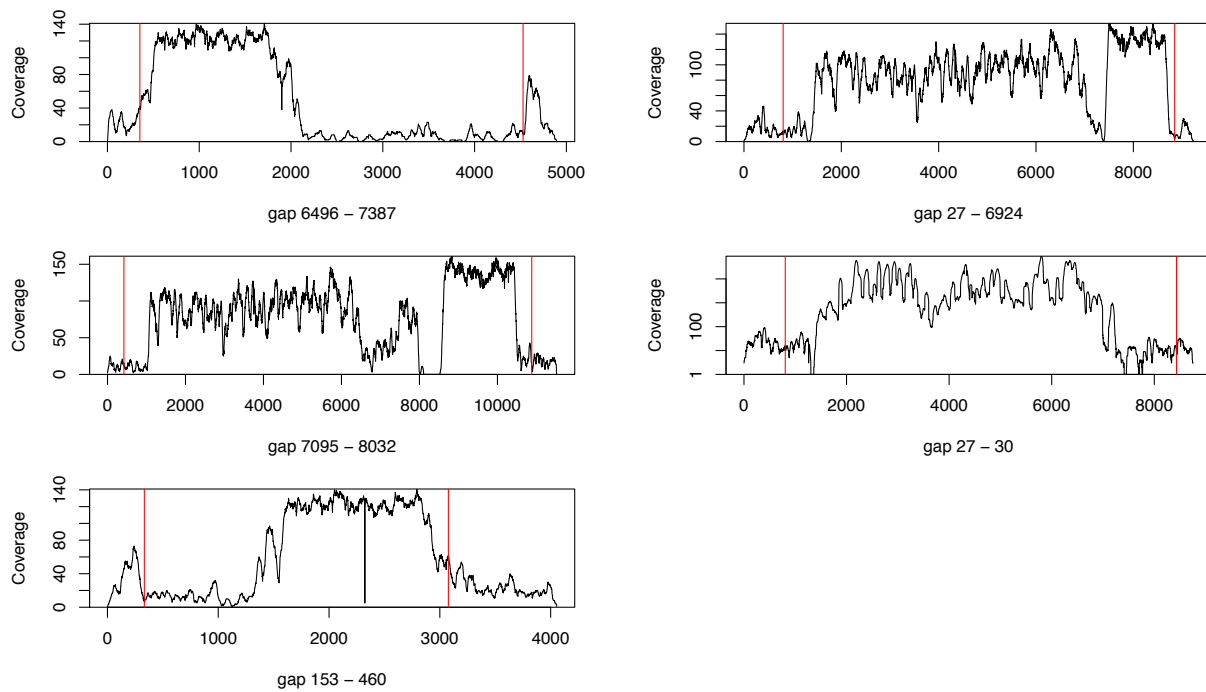 Coverage
0 40 80 140
0 1000 2000 3000 4000 5000
gap 6496 − 7387
Coverage
0 40 100
0 2000 4000 6000 8000
gap 27 − 6924
Coverage
0 50 150
0 2000 4000 6000 8000 10000
gap 7095 − 8032
Coverage
1 100
0 2000 4000 6000 8000
gap 27 − 30
Coverage
0 40 80 140
0 1000 2000 3000 4000
gap 153 − 460